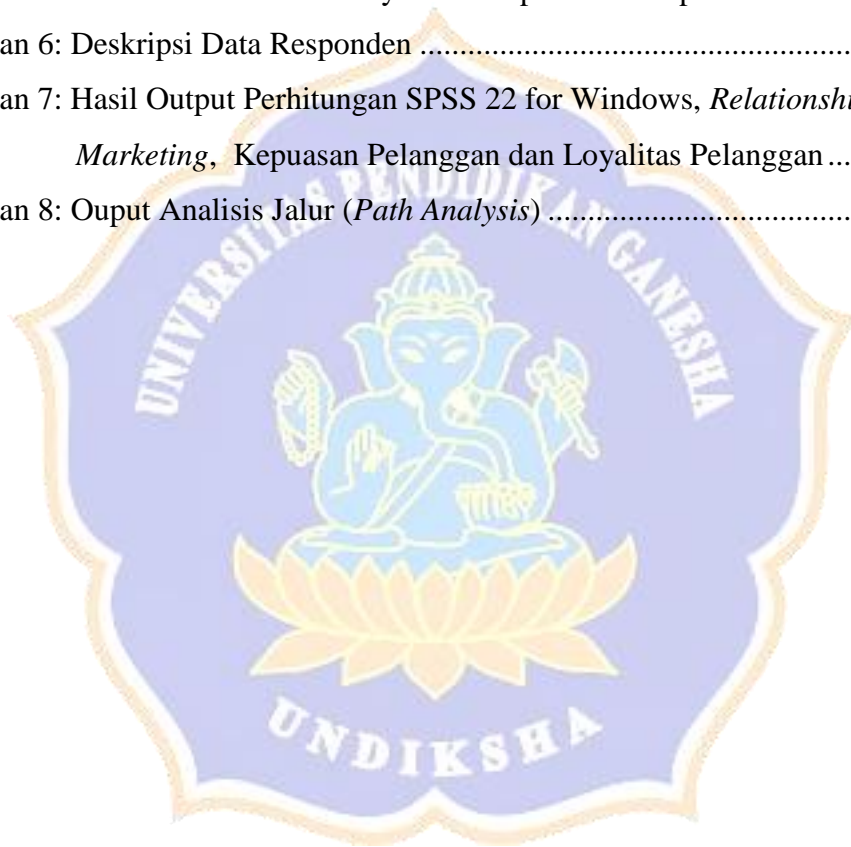 an 6: Deskripsi Data Responden ..................................................
an 7: Hasil Output Perhitungan SPSS 22 for Windows, Relationshi
Marketing, Kepuasan Pelanggan dan Loyalitas Pelanggan ...
an 8: Ouput Analisis Jalur (Path Analysis) ...................................
UNIVERSITAS PENDIDIKAN GANESHA
UNDIKSHA